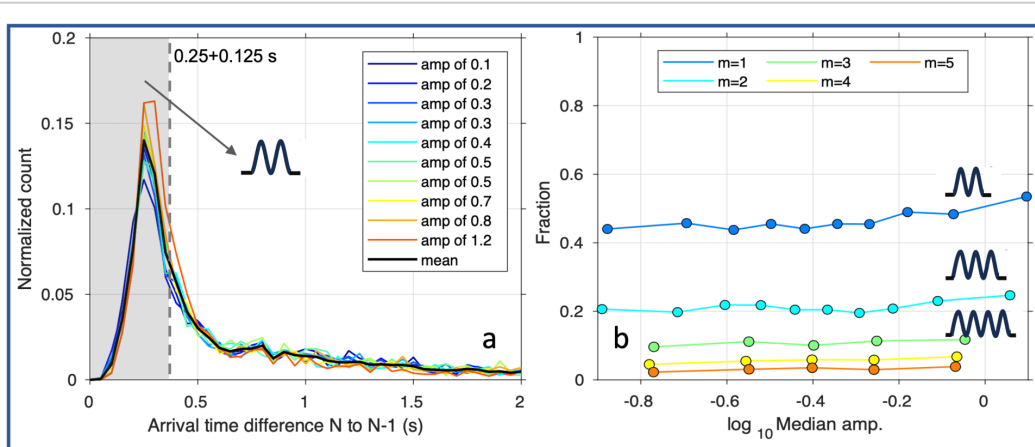 0.2
0.15
0.1
0.05
0
Normalized count
0.25+0.125 s
amp of 0.1
amp of 0.2
amp of 0.3
amp of 0.3
amp of 0.4
amp of 0.5
amp of 0.5
amp of 0.7
amp of 0.8
amp of 1.2
mean
a
0 0.5 1 1.5 2
Arrival time difference N to N-1 (s)
1
0.8
0.6
0.4
0.2
0
Fraction
m=1 m=3 m=5
m=2 m=4
b
-0.8 -0.6 -0.4 -0.2 0
log 10 Median amp.